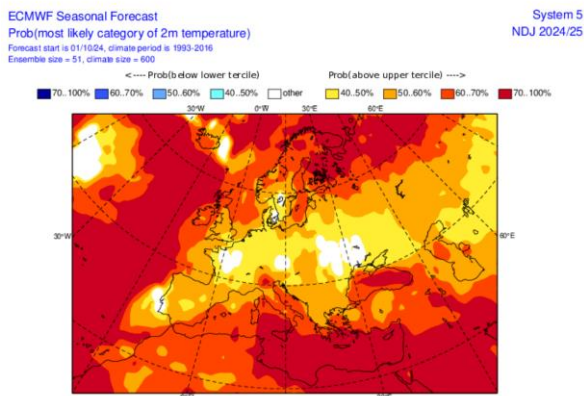 ECMWF Seasonal Forecast
System 5
Prob(most likely category of 2m temperature)
NDJ 2024/25
Forecast start is 01/10/24, climate period is 1993-2016
Ensemble size = 51, climate size = 600
<---- Prob(below lower tercile)
Prob(above upper tercile) ---->
70..100% 60..70% 50..60% 40..50% other 40..50% 50..60% 60..70% 70..100%
30°W 0°W 30°E 60°E
30°W
60°E